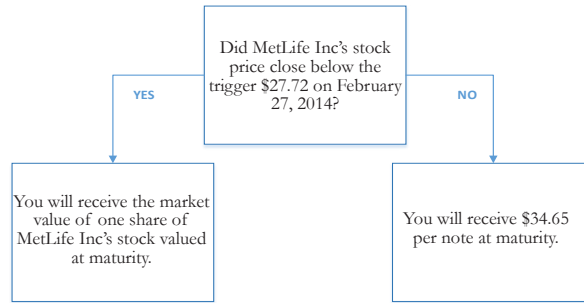 Did MetLife Inc's stock
price close below the
trigger $27.72 on February
27, 2014?
YES
NO
You will receive the market
value of one share of
MetLife Inc's stock valued
at maturity.
You will receive $34.65
per note at maturity.